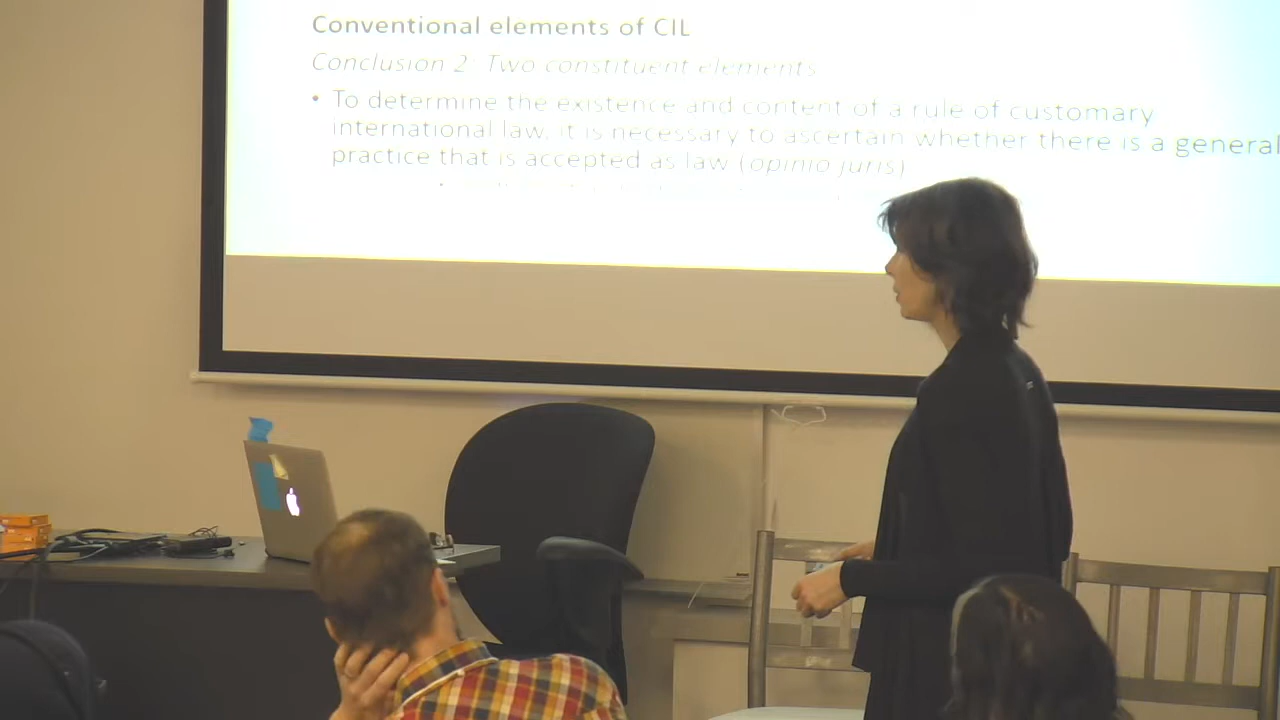 Conventional elements of CIL
Conclusion 2: Two constituent elements
• To determine the existence and content of a rule of customary
international law, it is necessary to ascertain whether there is a general
practice that is accepted as law (opinio juris)